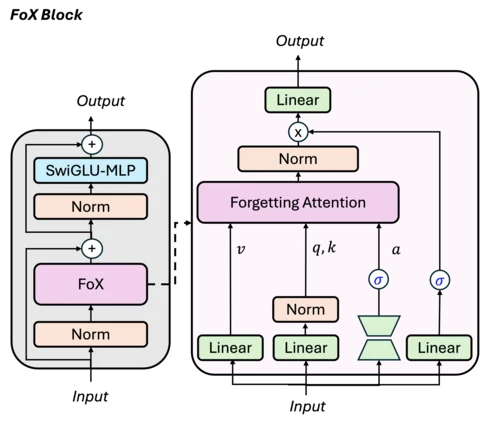 FoX Block
Output
+
SwiGLU-MLP
Norm
+
FoX
Norm
Input
Output
Linear
x
Norm
Forgetting Attention
v
q, k
a
σ
σ
Norm
Linear
Linear
Linear
Input